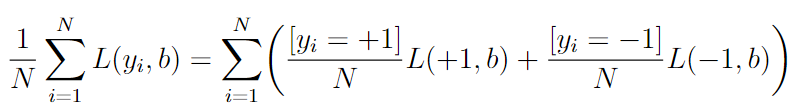 \frac{1}{N} \sum_{i=1}^{N} L(y_i, b) = \sum_{i=1}^{N} \left( \frac{[y_i = +1]}{N} L(+1, b) + \frac{[y_i = -1]}{N} L(-1, b) \right)